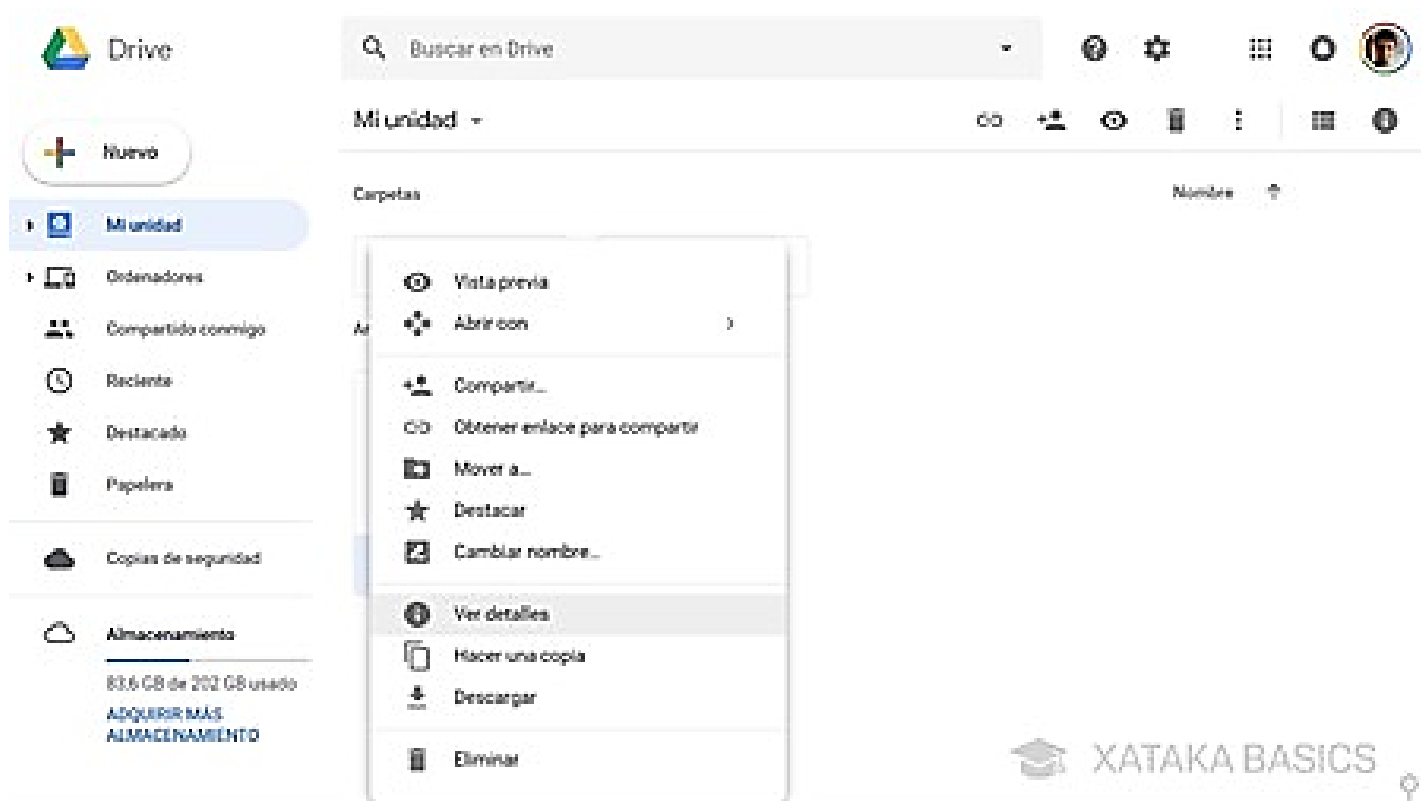 Drive
Buscar en Drive
Mi unidad
Nuevo
Carpetas
Nombre
Mi unidad
Ordenadores
Compartido conmigo
Reciente
Destacado
Papelera
Copias de seguridad
Almacenamiento
83,6 GB de 202 GB usado
ADQUIRIR MÁS
ALMACENAMIENTO
Vista previa
Abrir con
Compartir...
Obtener enlace para compartir
Mover a...
Destacar
Cambiar nombre...
Ver detalles
Hacer una copia
Descargar
Eliminar
XATAKA BASICS